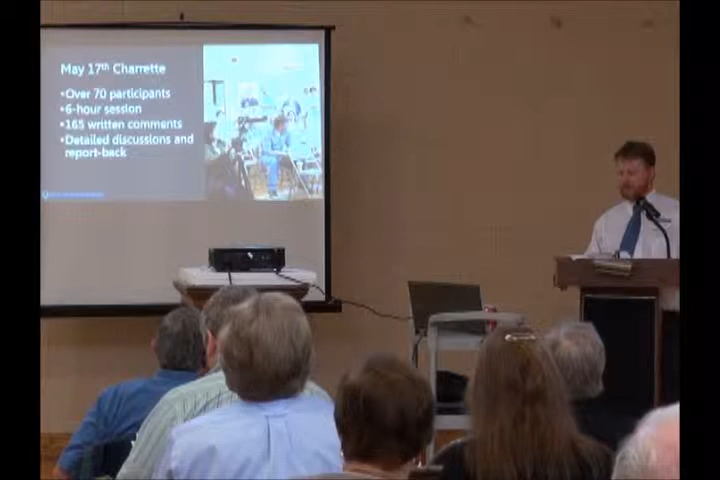 May 17th Charrette
•Over 70 participants
•6-hour session
•165 written comments
•Detailed discussions and
report-back